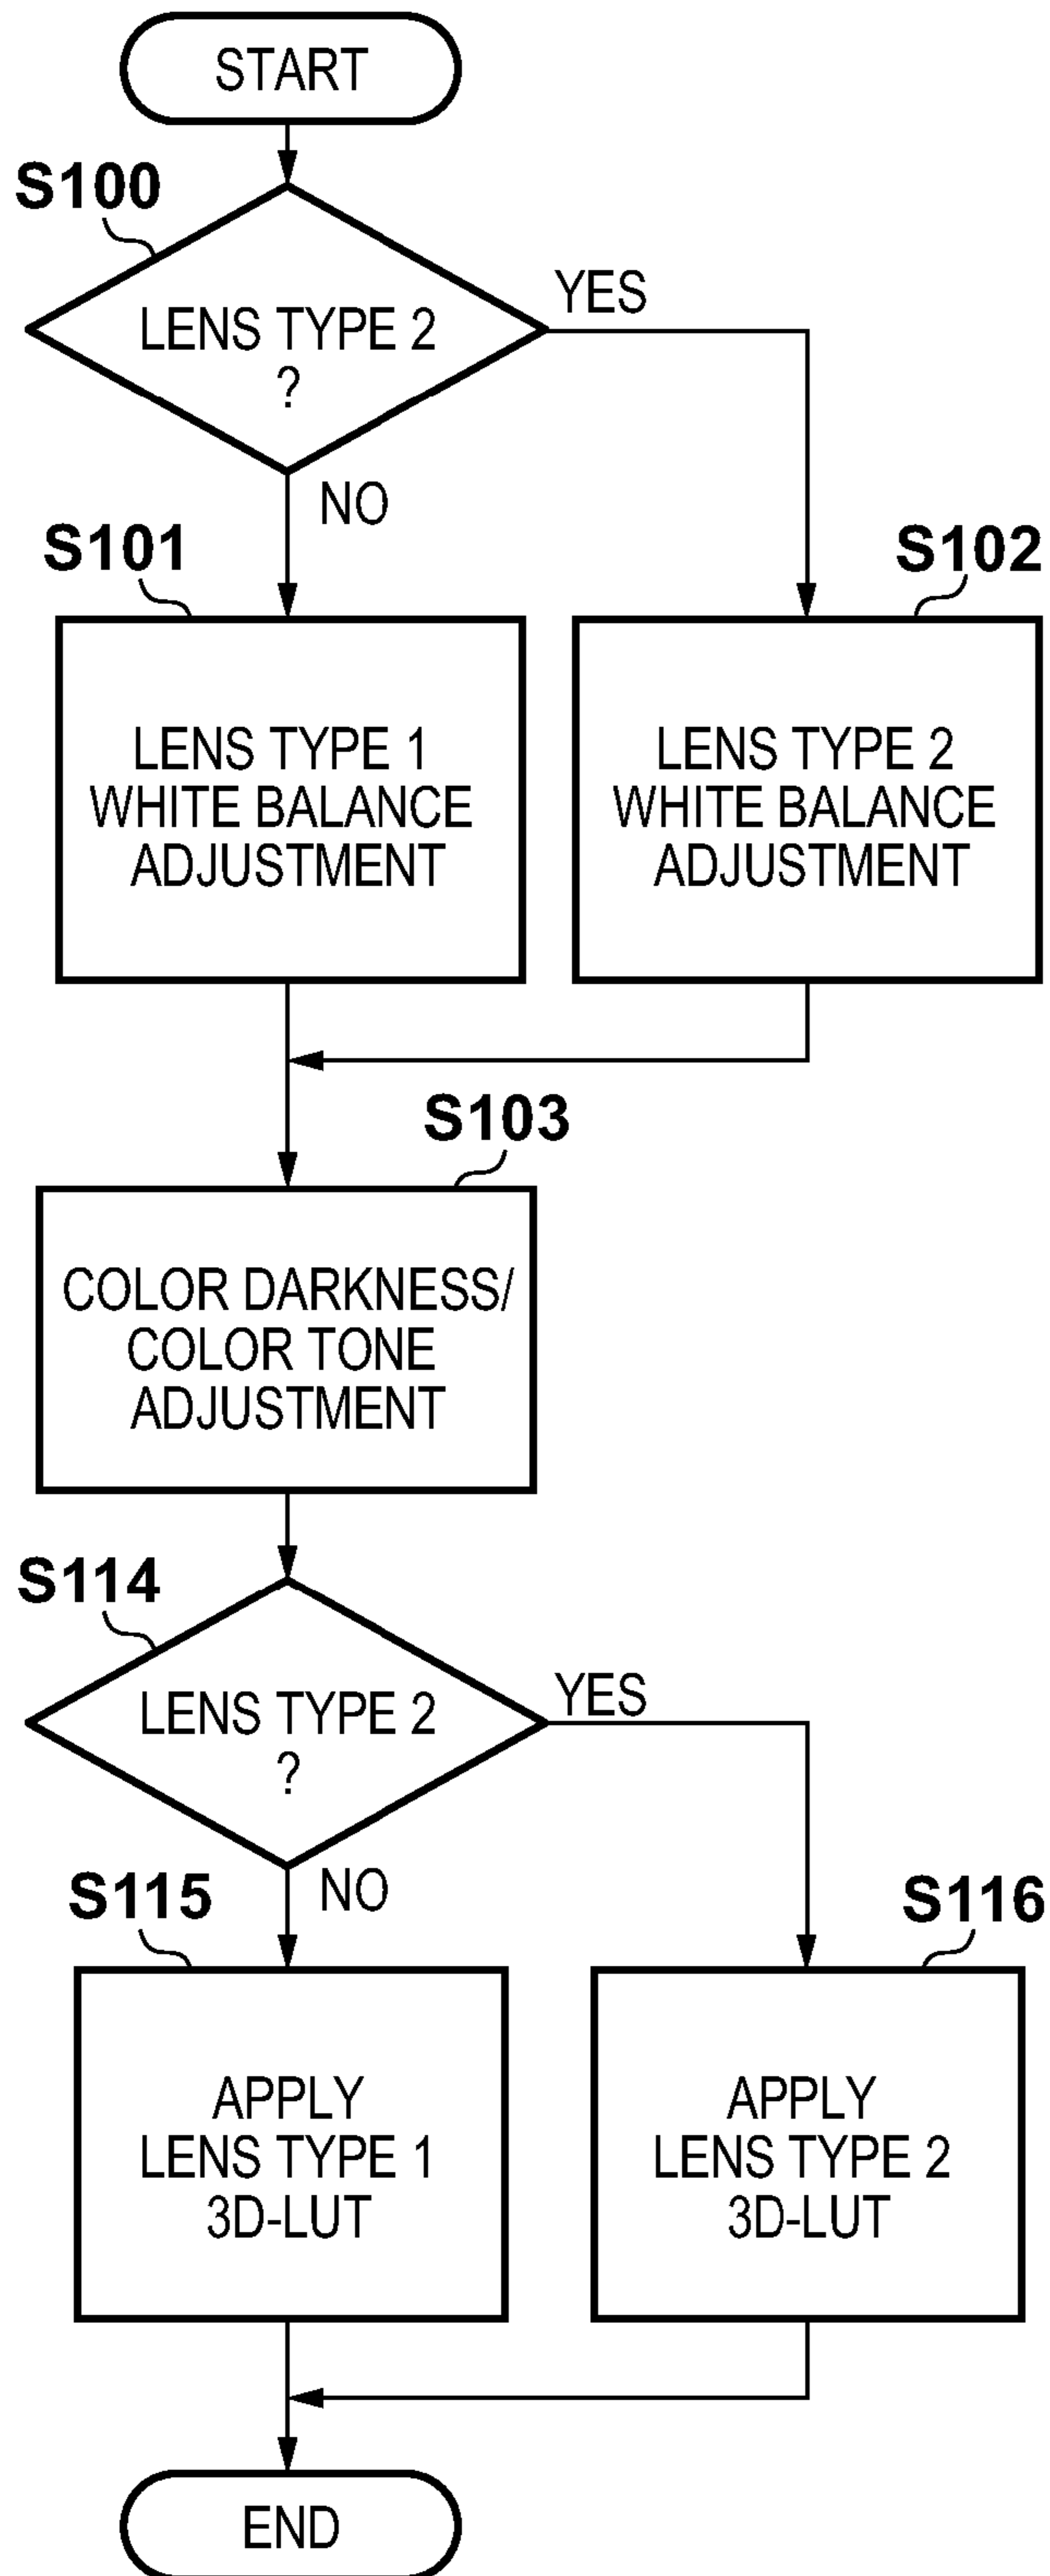 START
S100
LENS TYPE 2
?
YES
NO
S101
S102
LENS TYPE 1
WHITE BALANCE
ADJUSTMENT
LENS TYPE 2
WHITE BALANCE
ADJUSTMENT
S103
COLOR DARKNESS/
COLOR TONE
ADJUSTMENT
S114
LENS TYPE 2
?
YES
NO
S115
S116
APPLY
LENS TYPE 1
3D-LUT
APPLY
LENS TYPE 2
3D-LUT
END